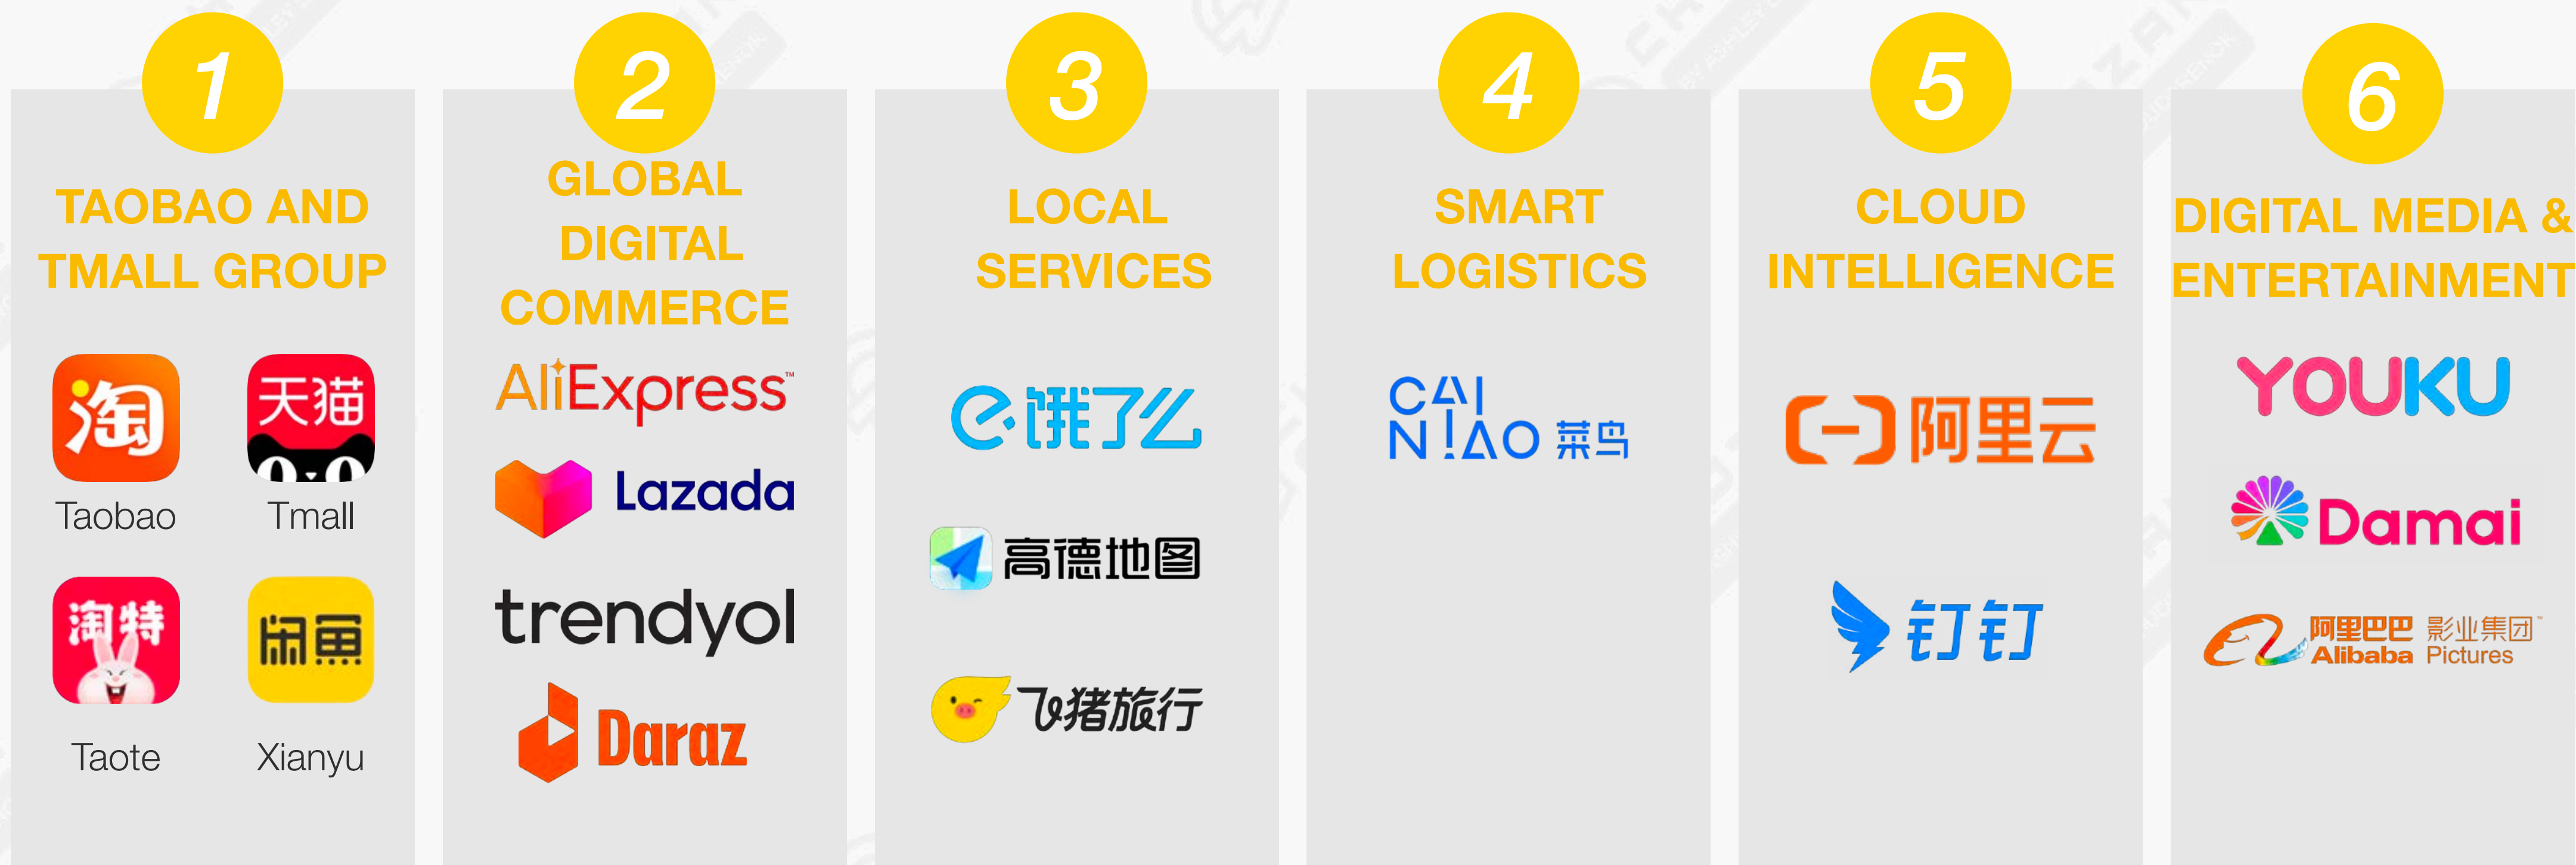 1
TAOBAO AND
TMALL GROUP
淘
天猫
Taobao
Tmall
淘特
闲鱼
Taote
Xianyu
2
GLOBAL
DIGITAL
COMMERCE
AliExpress™
Lazada
trendyol
Daraz
3
LOCAL
SERVICES
饿了么
高德地图
飞猪旅行
4
SMART
LOGISTICS
CAI
NIAO 菜鸟
5
CLOUD
INTELLIGENCE
阿里云
钉钉
6
DIGITAL MEDIA &
ENTERTAINMENT
YOUKU
Damai
阿里巴巴 影业集团™
Alibaba Pictures